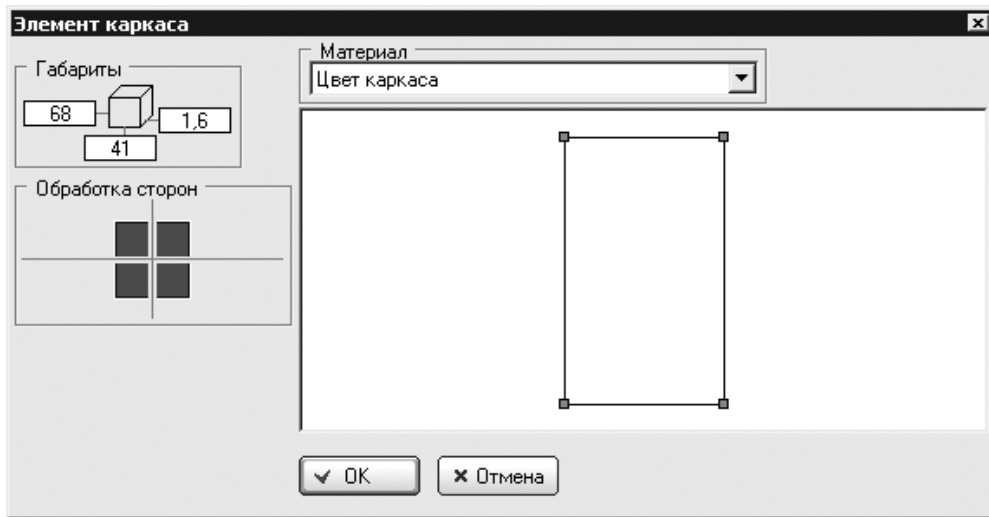 Элемент каркаса
Материал
Габариты
Цвет каркаса
68
1,6
41
Обработка сторон
OK
Отмена